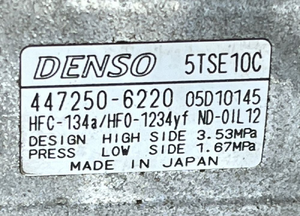 DENSO 5TSE10C
447250-6220 05D10145
HFC-134a/HFO-1234yf ND-OIL12
DESIGN HIGH SIDE 3.53MPa
PRESS LOW SIDE 1.67MPa
MADE IN JAPAN